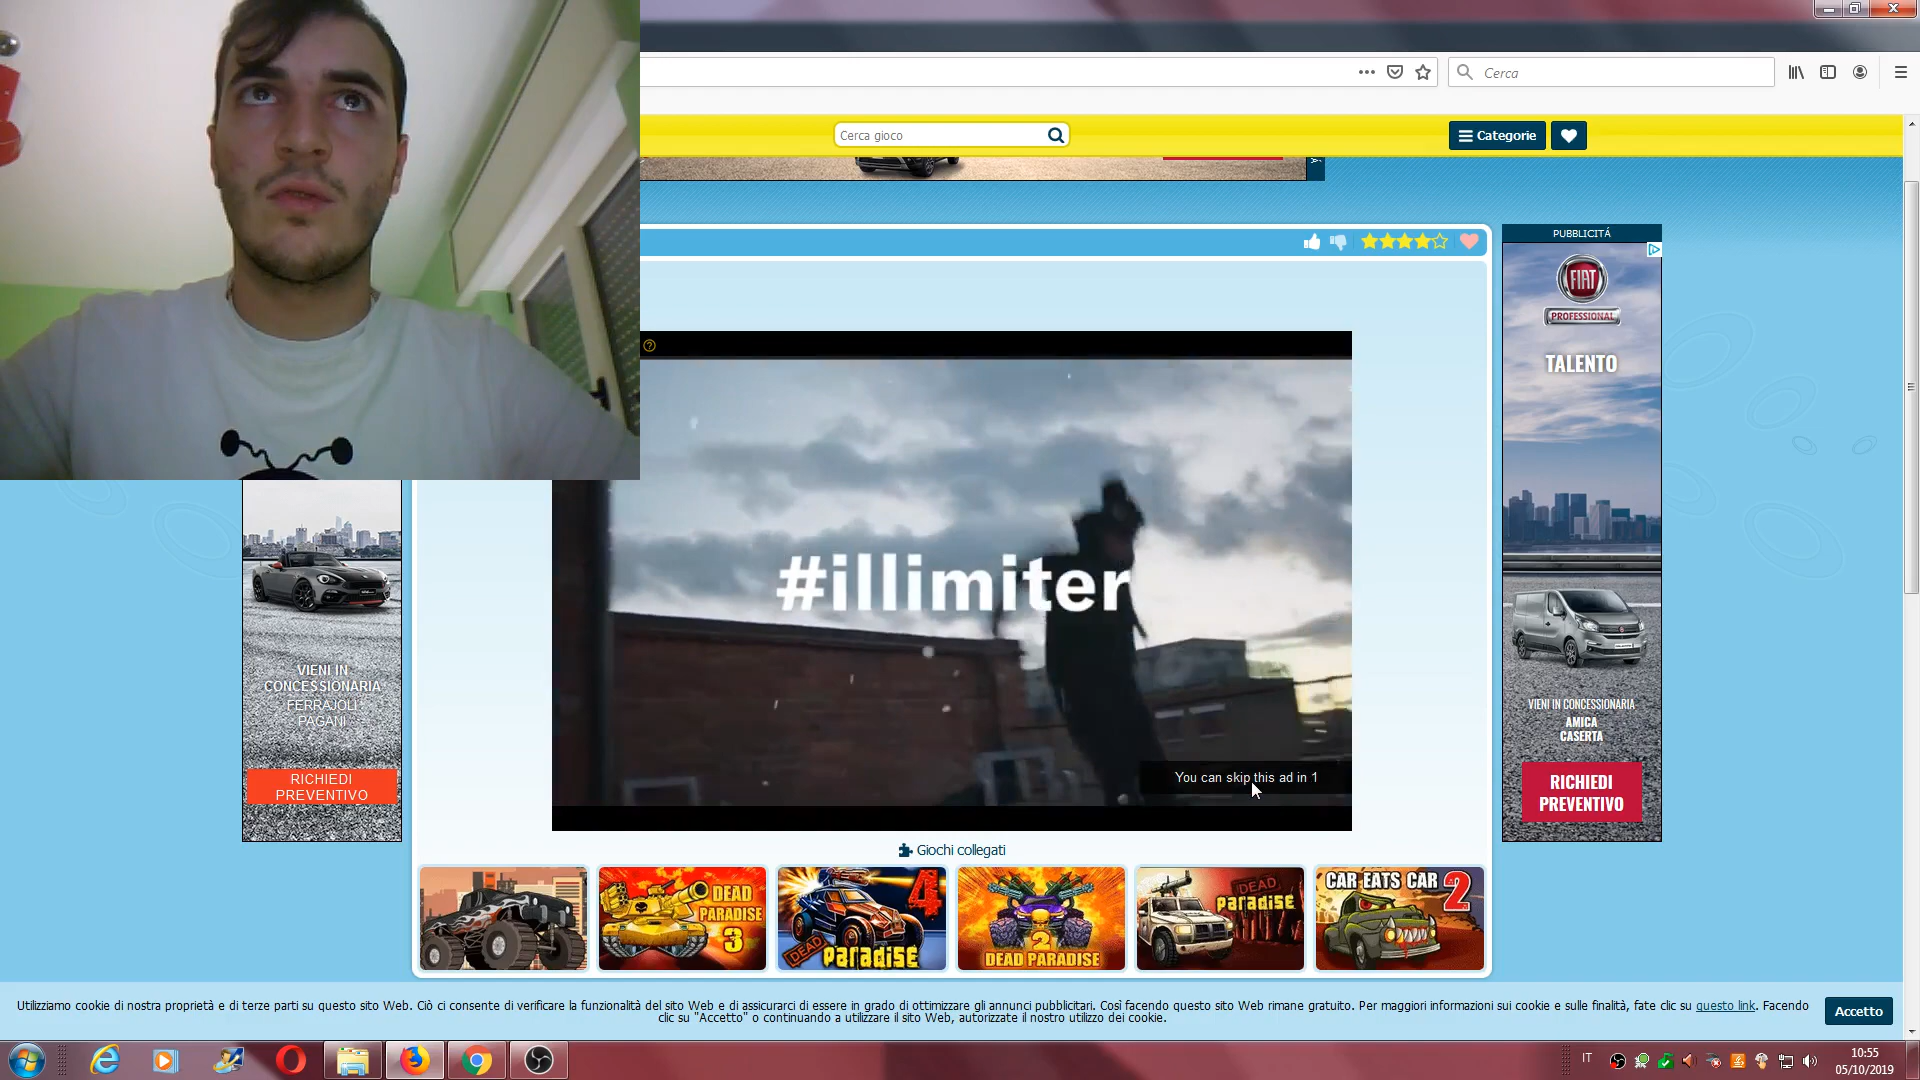 Cerca
Cerca gioco
Categorie
PUBBLICITÁ
FIAT
PROFESSIONAL
TALENTO
#illimiter
You can skip this ad in 1
VIENI IN
CONCESSIONARIA
FERRAJOLI
PAGANI
RICHIEDI
PREVENTIVO
VIENI IN CONCESSIONARIA
AMICA
CASERTA
RICHIEDI
PREVENTIVO
Giochi collegati
DEAD
PARADISE
3
4
DEAD
PARADISE
2
DEAD PARADISE
DEAD
PARADISE
CAR EATS CAR 2
Utilizziamo cookie di nostra proprietà e di terze parti su questo sito Web. Ciò ci consente di verificare la funzionalità del sito Web e di assicurarci di essere in grado di ottimizzare gli annunci pubblicitari. Così facendo questo sito Web rimane gratuito. Per maggiori informazioni sui cookie e sulle finalità, fate clic su questo link. Facendo
clic su "Accetto" o continuando a utilizzare il sito Web, autorizzate il nostro utilizzo dei cookie.
Accetto
IT
10:55
05/10/2019